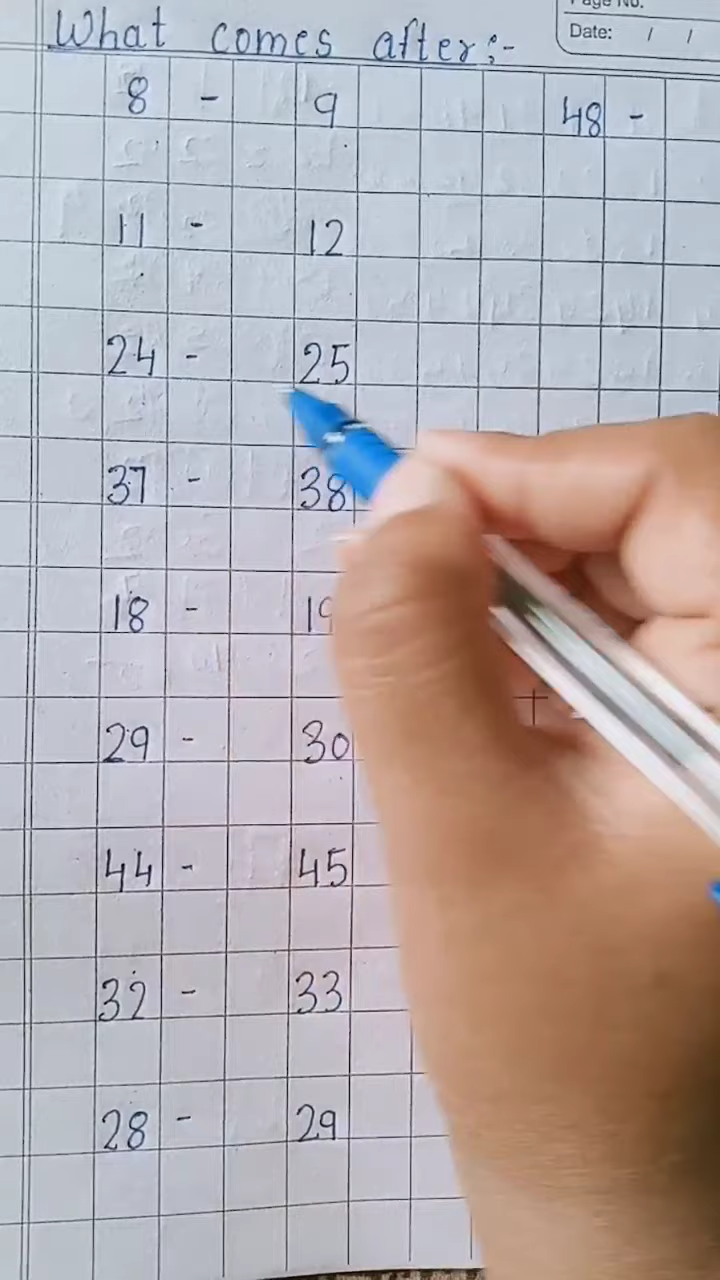 Page No.
Date: / /
What comes after:-
8 - 9 48 -
11 - 12
24 - 25
37 - 38
18 - 19
29 - 30
44 - 45
32 - 33
28 - 29